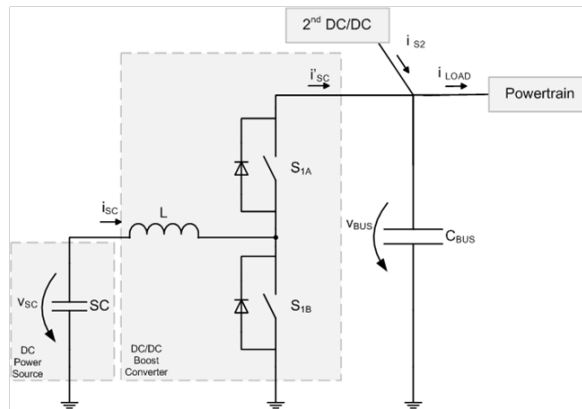 2nd DC/DC
iS2
i'SC
iLOAD
Powertrain
S1A
iSC
L
vBUS
CBUS
vSC
SC
S1B
DC
Power
Source
DC/DC
Boost
Converter